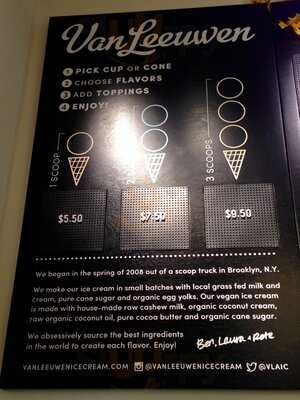 Van Leeuwen
1 PICK CUP OR CONE
2 CHOOSE FLAVORS
3 ADD TOPPINGS
4 ENJOY!
1 SCOOP
3 SCOOPS
$5.50
$7.50
$9.50
We began in the spring of 2008 out of a scoop truck in Brooklyn, N.Y.
We make our ice cream in small batches with local grass fed milk and
cream, pure cane sugar and organic egg yolks. Our vegan ice cream
is made with house-made raw cashew milk, organic coconut cream,
raw organic coconut oil, pure cocoa butter and organic cane sugar.
We obsessively source the best ingredients
in the world to create each flavor. Enjoy!
Ben, Laura + Pete
VANLEEUWENICECREAM.COM @VANLEEUWENICECREAM @VLAIC